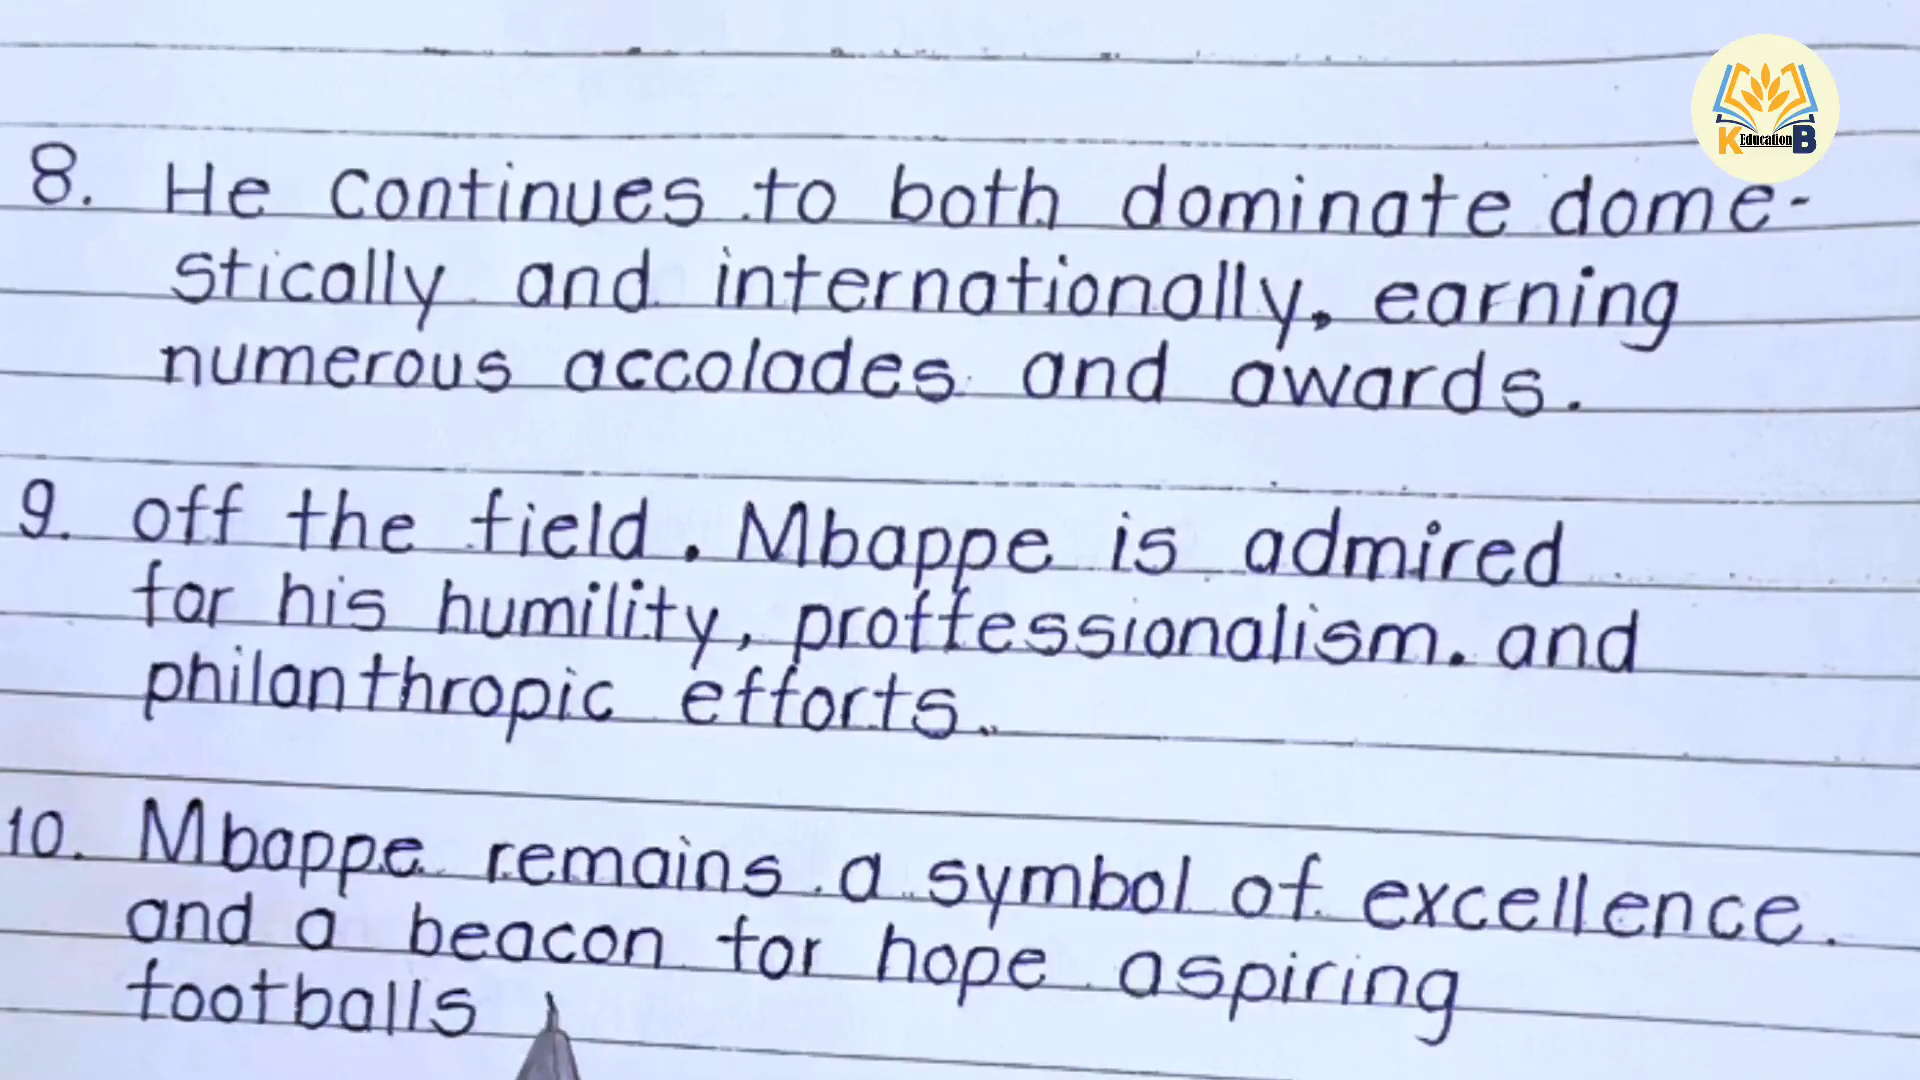 K Education B
8. He continues to both dominate dome-
stically and internationally, earning
numerous accolades and awards.
9. off the field. Mbappe is admired
for his humility, proffessionalism. and
philanthropic efforts.
10. Mbappe remains a symbol of excellence.
and a beacon for hope aspiring
footballs